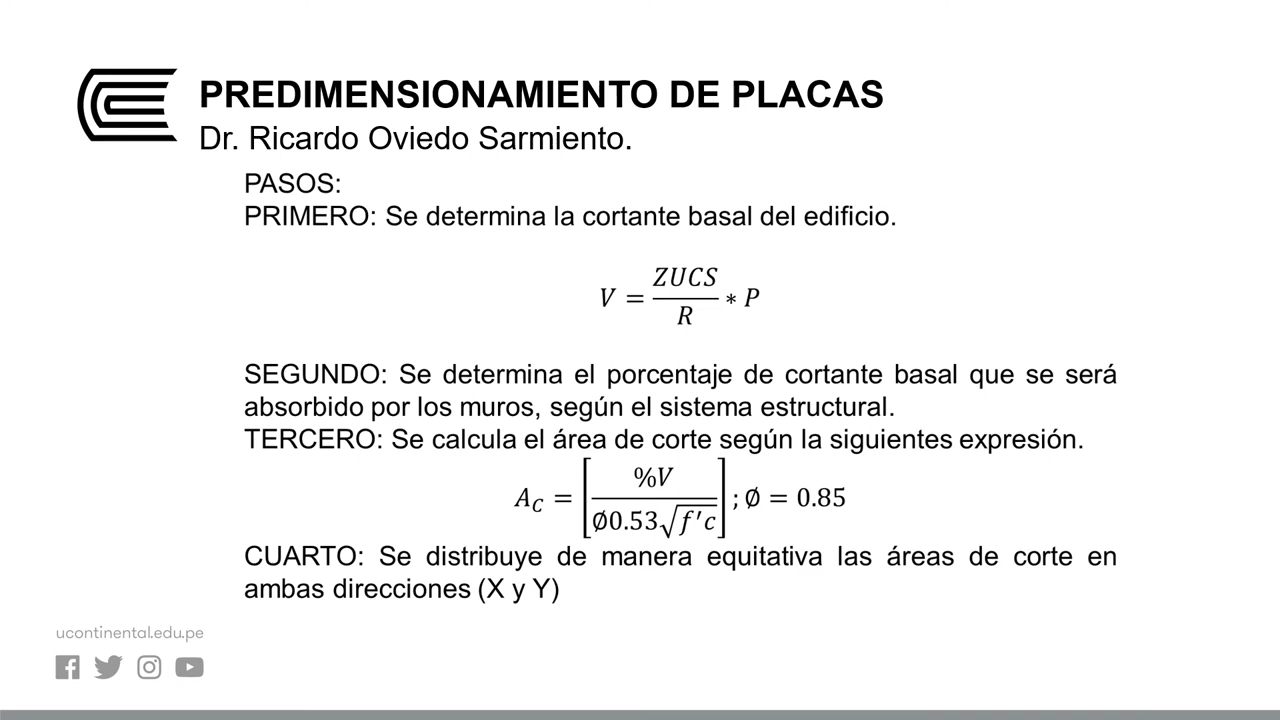 PREDIMENSIONAMIENTO DE PLACAS
Dr. Ricardo Oviedo Sarmiento.
PASOS:
PRIMERO: Se determina la cortante basal del edificio.
V = ZUCS / R ∗ P
SEGUNDO: Se determina el porcentaje de cortante basal que se será
absorbido por los muros, según el sistema estructural.
TERCERO: Se calcula el área de corte según la siguientes expresión.
A_C = [%V / ∅0.53√f′c] ; ∅ = 0.85
CUARTO: Se distribuye de manera equitativa las áreas de corte en
ambas direcciones (X y Y)
ucontinental.edu.pe